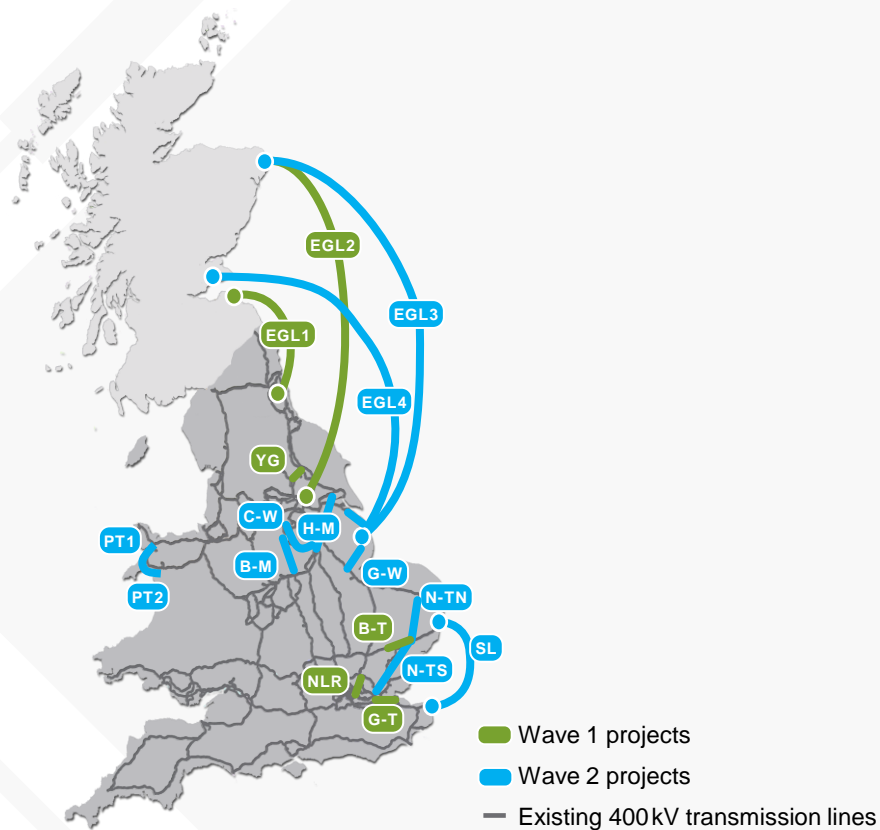 EGL2
EGL3
EGL1
EGL4
YG
C-W
H-M
PT1
B-M
G-W
PT2
N-TN
B-T
SL
N-TS
NLR
G-T
Wave 1 projects
Wave 2 projects
Existing 400kV transmission lines